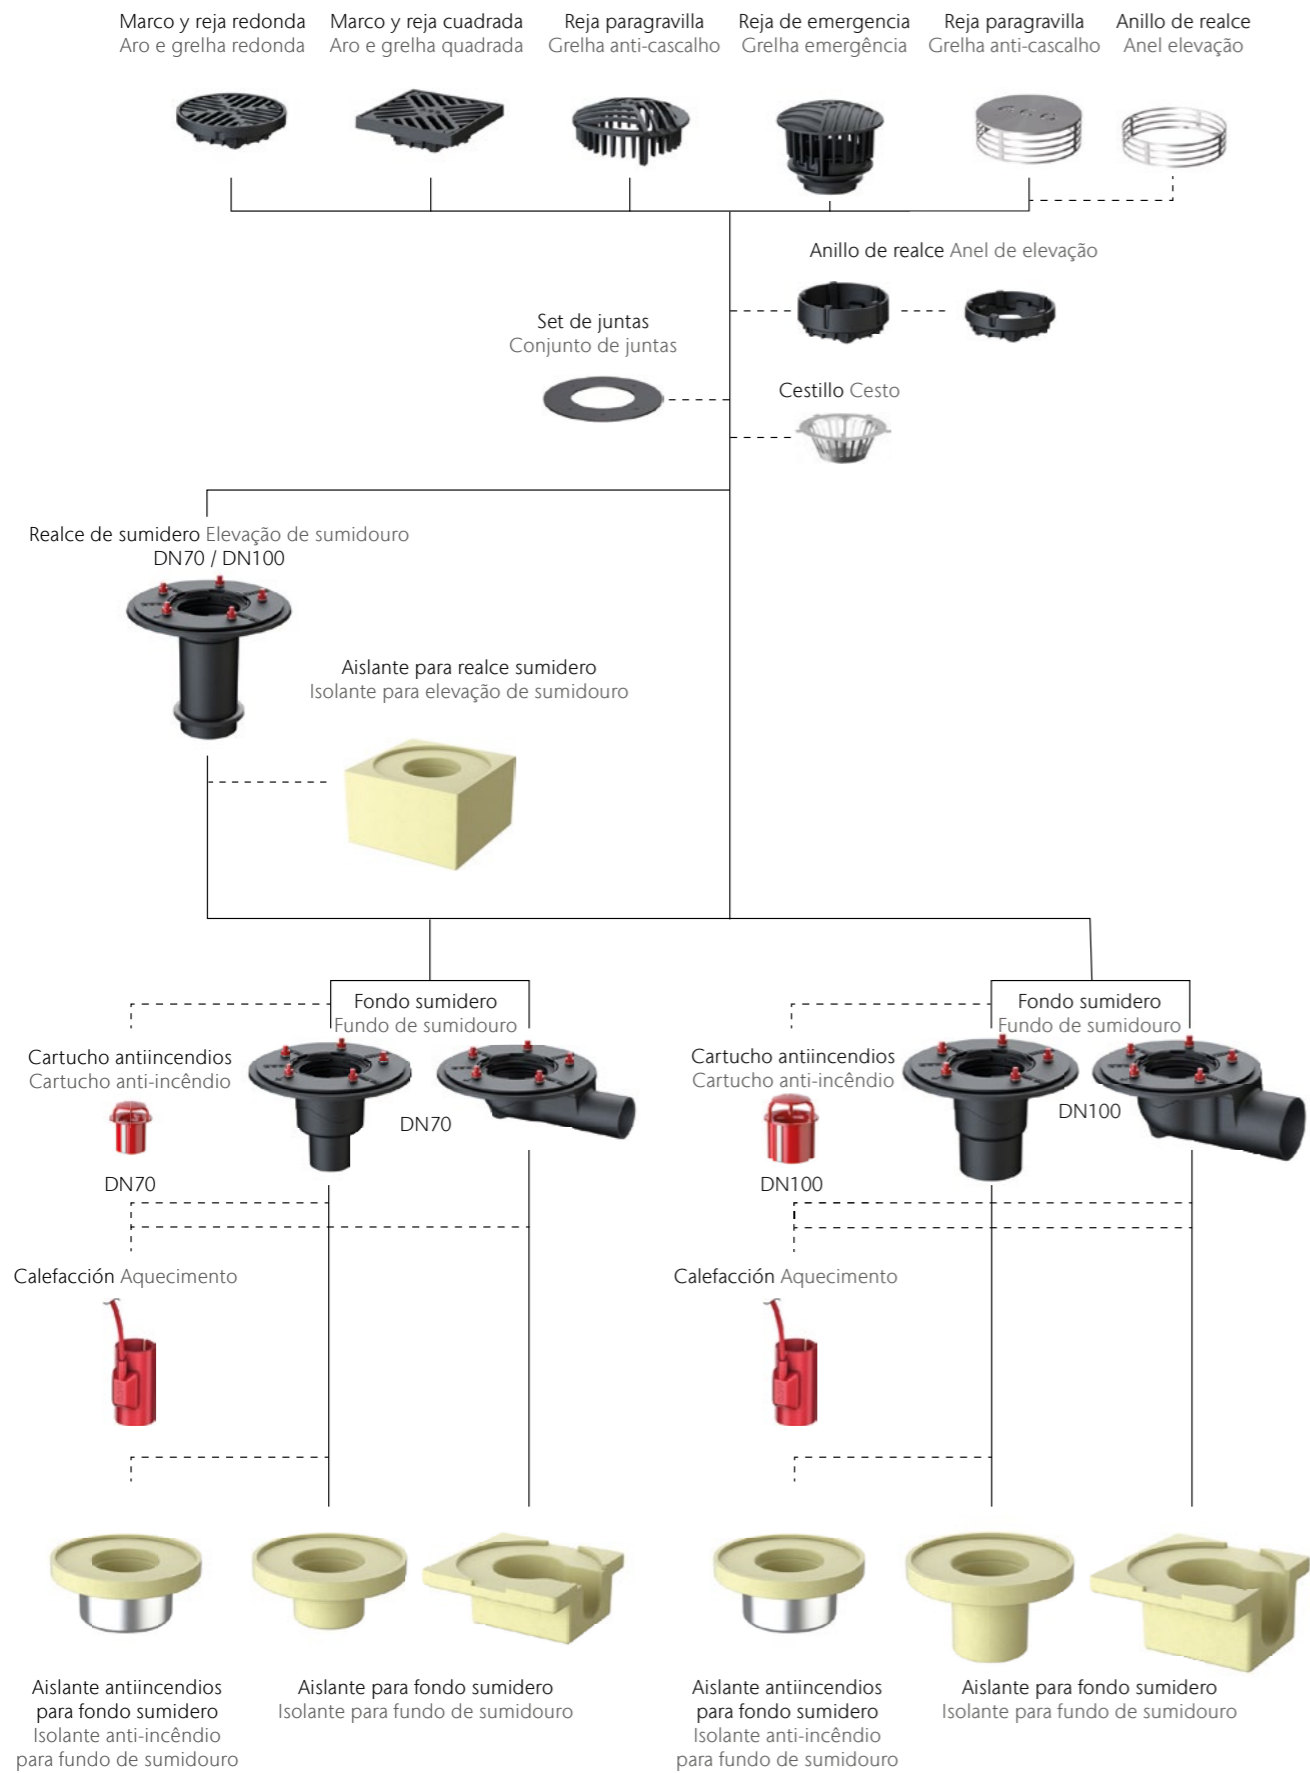 Marco y reja redonda
Aro e grelha redonda
Marco y reja cuadrada
Aro e grelha quadrada
Reja paragravilla
Grelha anti-cascalho
Reja de emergencia
Grelha emergência
Reja paragravilla
Grelha anti-cascalho
Anillo de realce
Anel elevação
Anillo de realce Anel de elevação
Set de juntas
Conjunto de juntas
Cestillo Cesto
Realce de sumidero Elevação de sumidouro
DN70 / DN100
Aislante para realce sumidero
Isolante para elevação de sumidouro
Fondo sumidero
Fundo de sumidouro
Cartucho antiincendios
Cartucho anti-incêndio
DN70
DN70
Calefacción Aquecimento
Fondo sumidero
Fundo de sumidouro
Cartucho antiincendios
Cartucho anti-incêndio
DN100
DN100
Calefacción Aquecimento
Aislante antiincendios
para fondo sumidero
Isolante anti-incêndio
para fundo de sumidouro
Aislante para fondo sumidero
Isolante para fundo de sumidouro
Aislante antiincendios
para fondo sumidero
Isolante anti-incêndio
para fundo de sumidouro
Aislante para fondo sumidero
Isolante para fundo de sumidouro